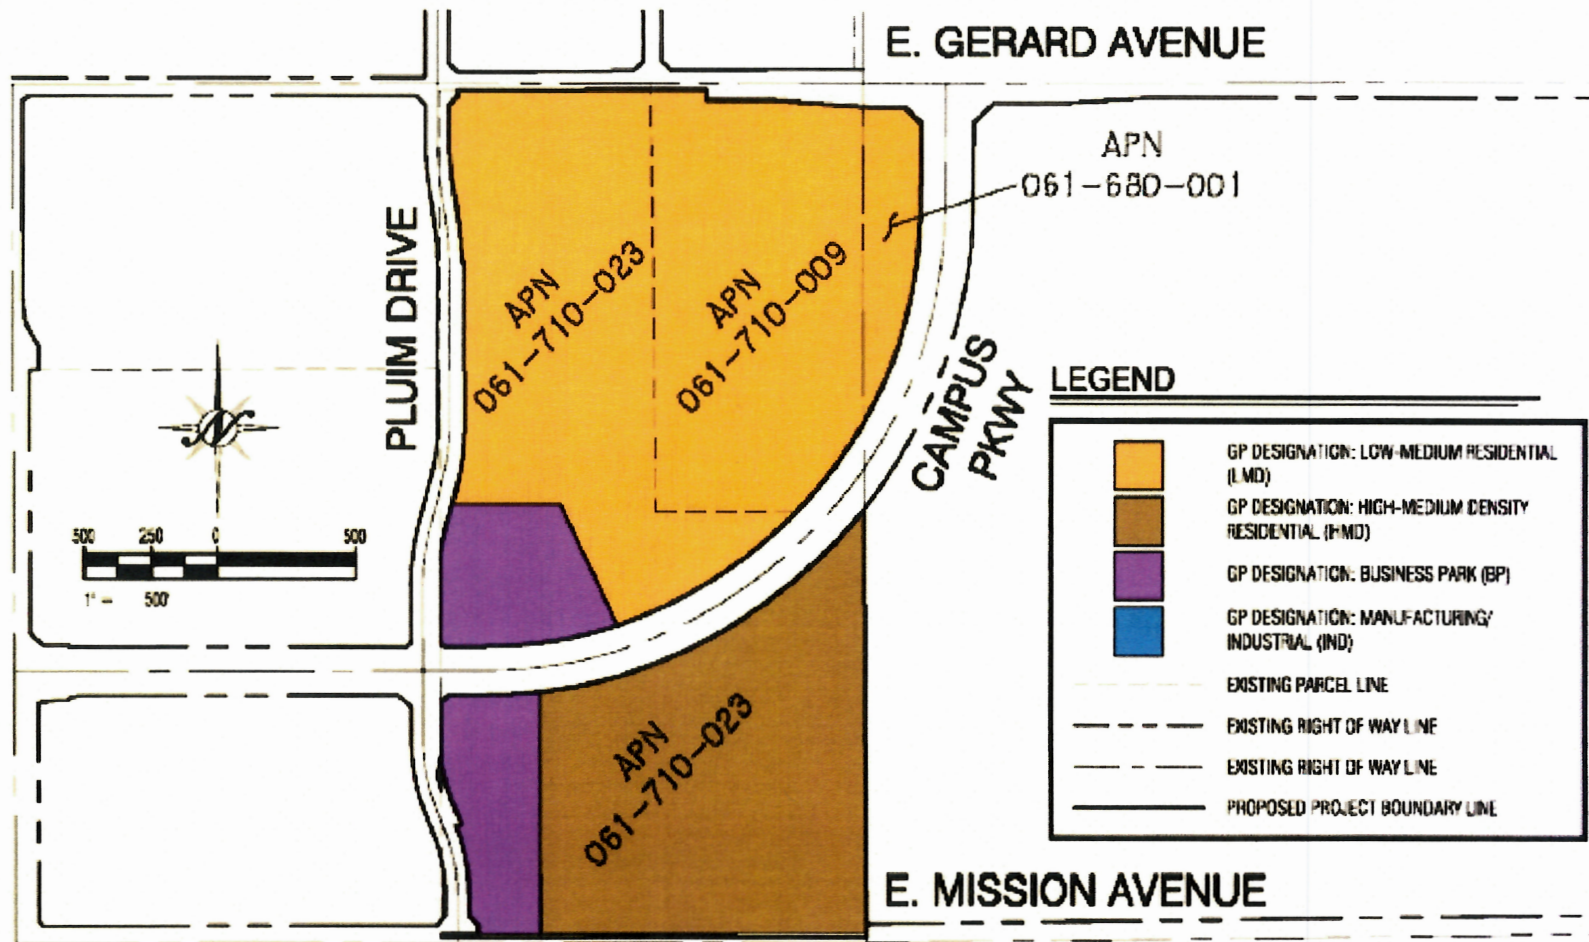 E. GERARD AVENUE
APN
061-680-001
PLUIM DRIVE
APN
061-710-023
APN
061-710-009
CAMPUS
PKWY
N
500 250 0 500
1" = 500'
LEGEND
GP DESIGNATION: LOW-MEDIUM RESIDENTIAL
(LMD)
GP DESIGNATION: HIGH-MEDIUM DENSITY
RESIDENTIAL (HMD)
GP DESIGNATION: BUSINESS PARK (BP)
GP DESIGNATION: MANUFACTURING/
INDUSTRIAL (IND)
EXISTING PARCEL LINE
EXISTING RIGHT OF WAY LINE
EXISTING RIGHT OF WAY LINE
PROPOSED PROJECT BOUNDARY LINE
APN
061-710-023
E. MISSION AVENUE